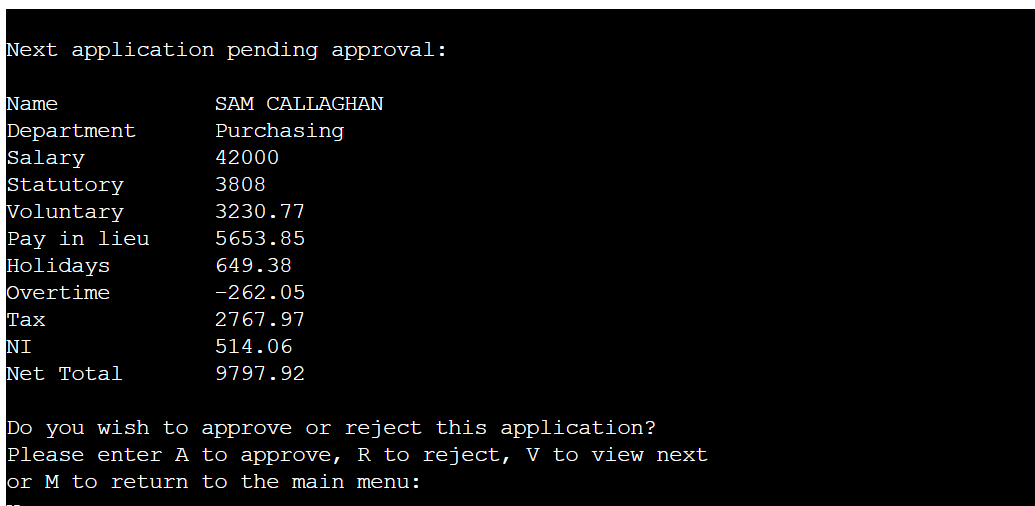 Next application pending approval:
Name SAM CALLAGHAN
Department Purchasing
Salary 42000
Statutory 3808
Voluntary 3230.77
Pay in lieu 5653.85
Holidays 649.38
Overtime -262.05
Tax 2767.97
NI 514.06
Net Total 9797.92
Do you wish to approve or reject this application?
Please enter A to approve, R to reject, V to view next
or M to return to the main menu: